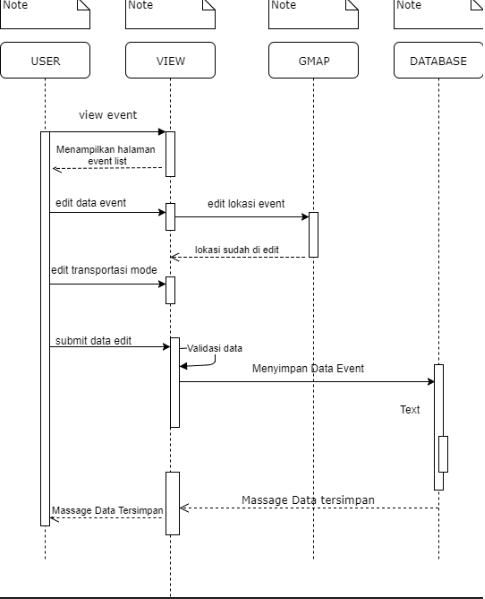 Note
Note
Note
Note
USER
VIEW
GMAP
DATABASE
view event
Menampilkan halaman
event list
edit data event
edit lokasi event
lokasi sudah di edit
edit transportasi mode
submit data edit
Validasi data
Menyimpan Data Event
Text
Massage Data tersimpan
Massage Data Tersimpan